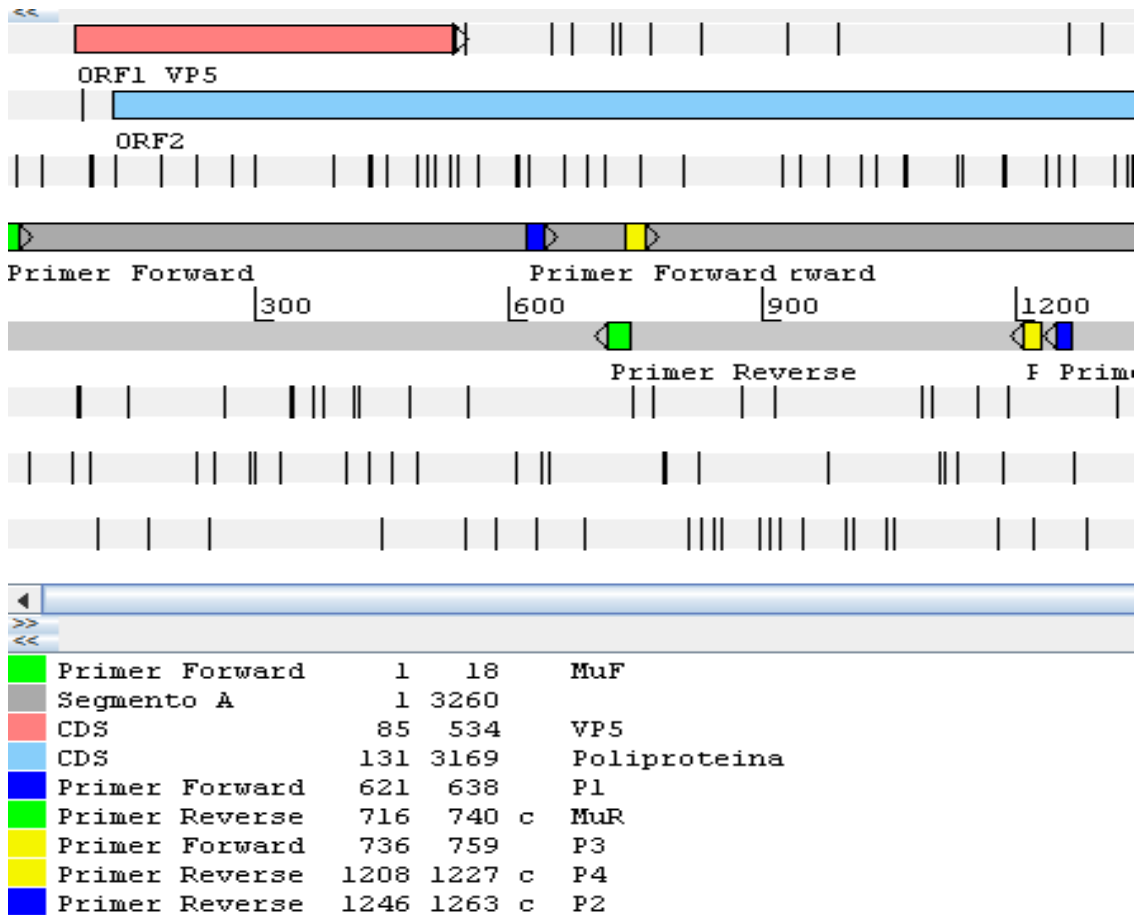 <<
ORF1 VP5
ORF2
Primer Forward Primer Forward rward
300 600 900 1200
Primer Reverse P Prim
>>
<<
Primer Forward 1 18 MuF
Segmento A 1 3260
CDS 85 534 VP5
CDS 131 3169 Poliproteina
Primer Forward 621 638 P1
Primer Reverse 716 740 c MuR
Primer Forward 736 759 P3
Primer Reverse 1208 1227 c P4
Primer Reverse 1246 1263 c P2